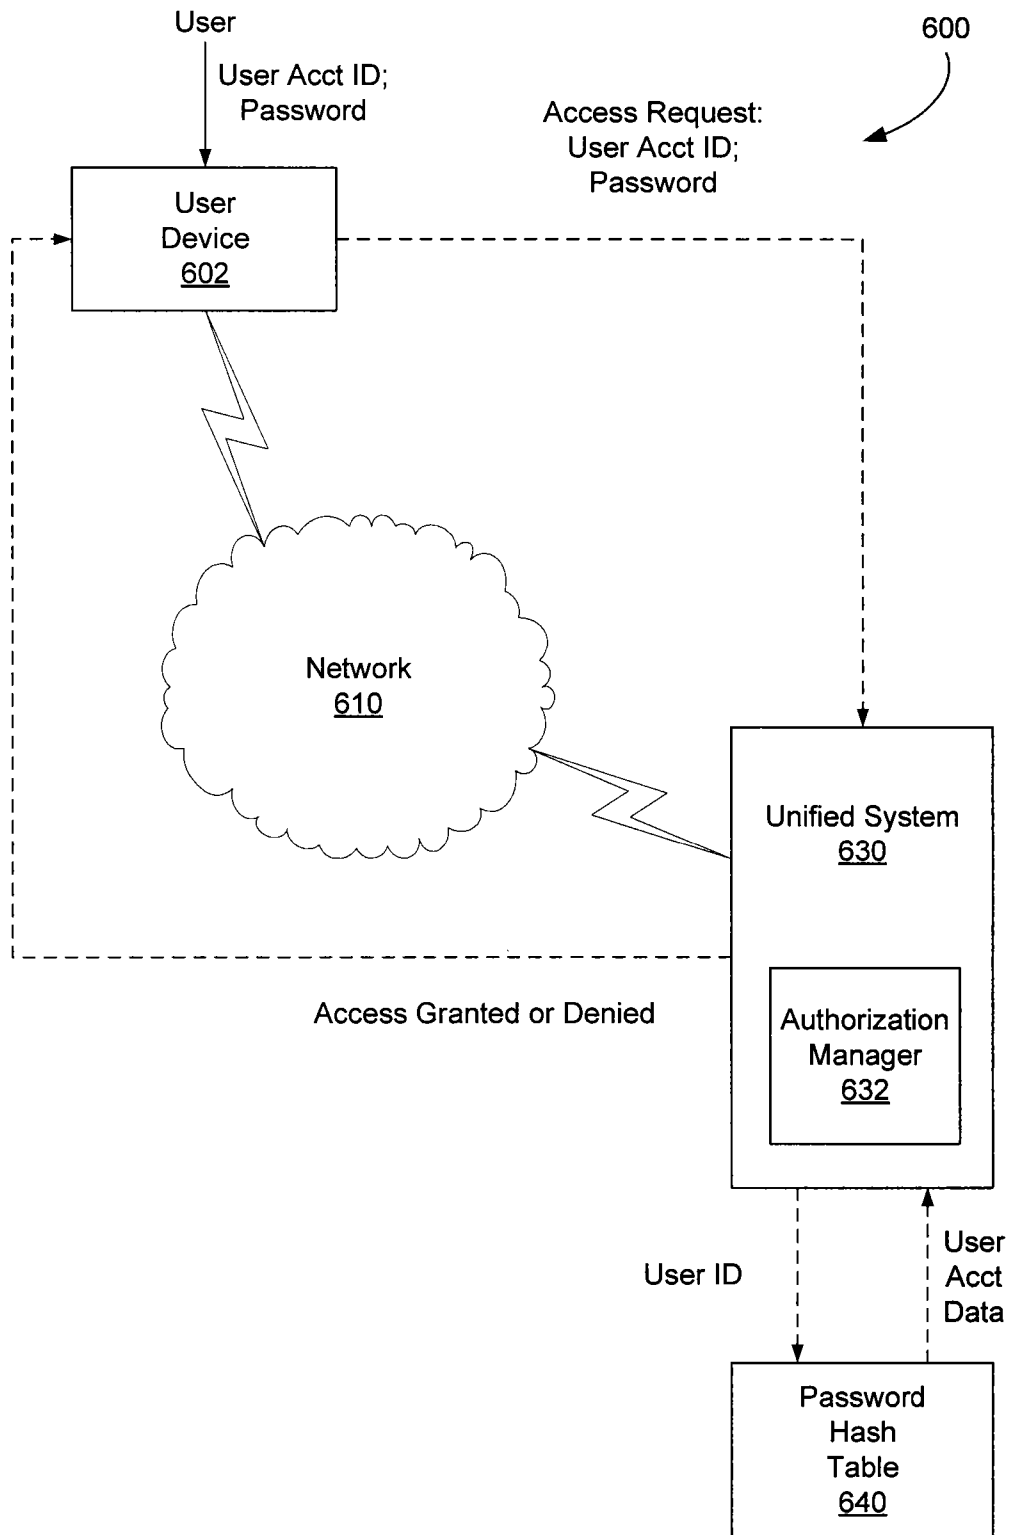 User
600
User Acct ID;
Password
Access Request:
User Acct ID;
Password
User
Device
602
Network
610
Unified System
630
Access Granted or Denied
Authorization
Manager
632
User ID
User
Acct
Data
Password
Hash
Table
640